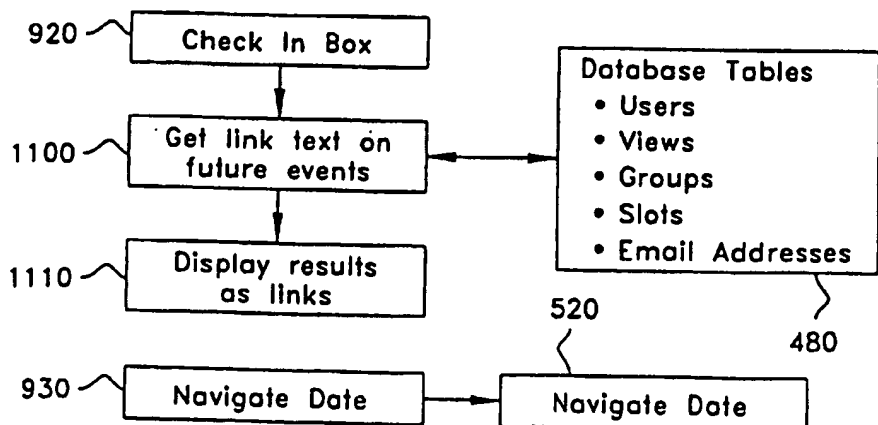 920
Check In Box
1100
Get link text on
future events
1110
Display results
as links
Database Tables
• Users
• Views
• Groups
• Slots
• Email Addresses
480
930
Navigate Date
520
Navigate Date